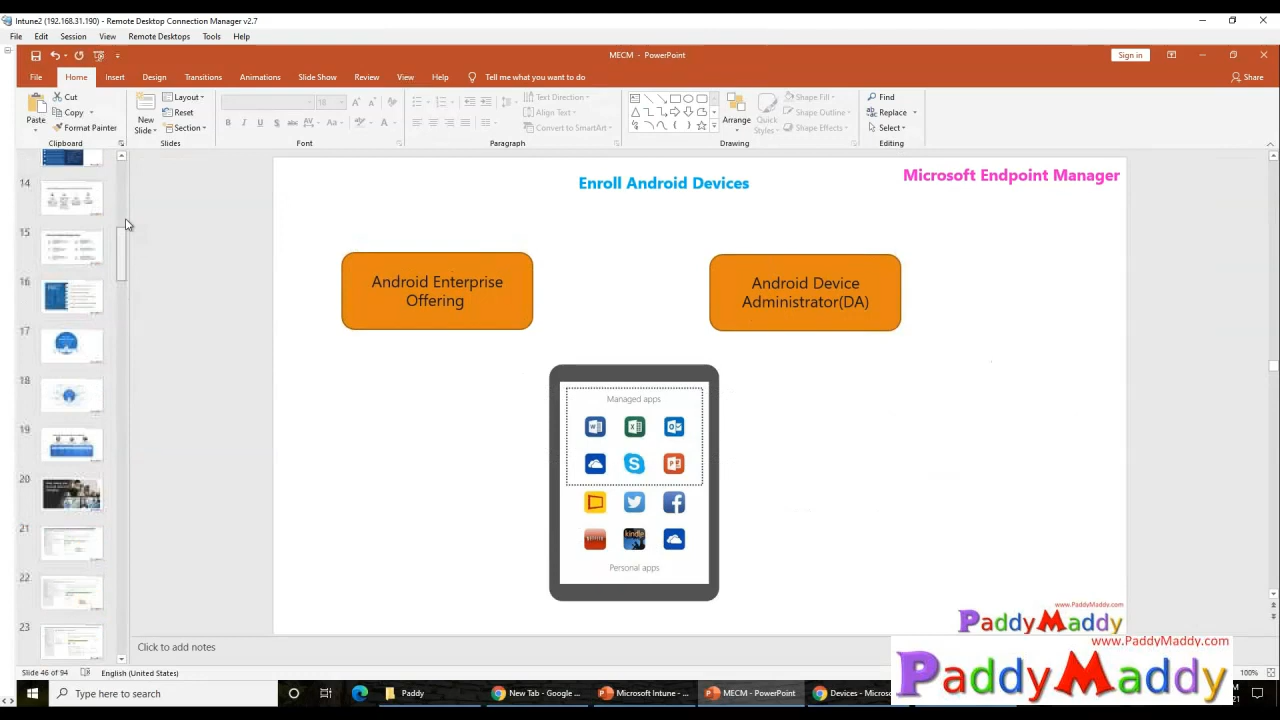 Intune2 (192.168.31.190) - Remote Desktop Connection Manager v2.7
File Edit Session View Remote Desktops Tools Help
MECM - PowerPoint
Sign in
File Home Insert Design Transitions Animations Slide Show Review View Help Tell me what you want to do
Share
Paste
Cut
Copy
Format Painter
Clipboard
New
Slide
Layout
Reset
Section
Slides
18
B I U S abc AV Aa A
Font
Text Direction
Align Text
Convert to SmartArt
Paragraph
Arrange
Quick
Styles
Shape Fill
Shape Outline
Shape Effects
Drawing
Find
Replace
Select
Editing
14
15
16
17
18
19
20
21
22
23
Enroll Android Devices
Microsoft Endpoint Manager
Android Enterprise
Offering
Android Device
Administrator(DA)
Managed apps
kindle
Personal apps
www.PaddyMaddy.com
PaddyMaddy
Click to add notes
www.PaddyMaddy.com
PaddyMaddy
Slide 46 of 94 English (United States)
100%
Type here to search
Paddy
New Tab - Google ...
Microsoft Intune - ...
MECM - PowerPoint
Devices - Microso